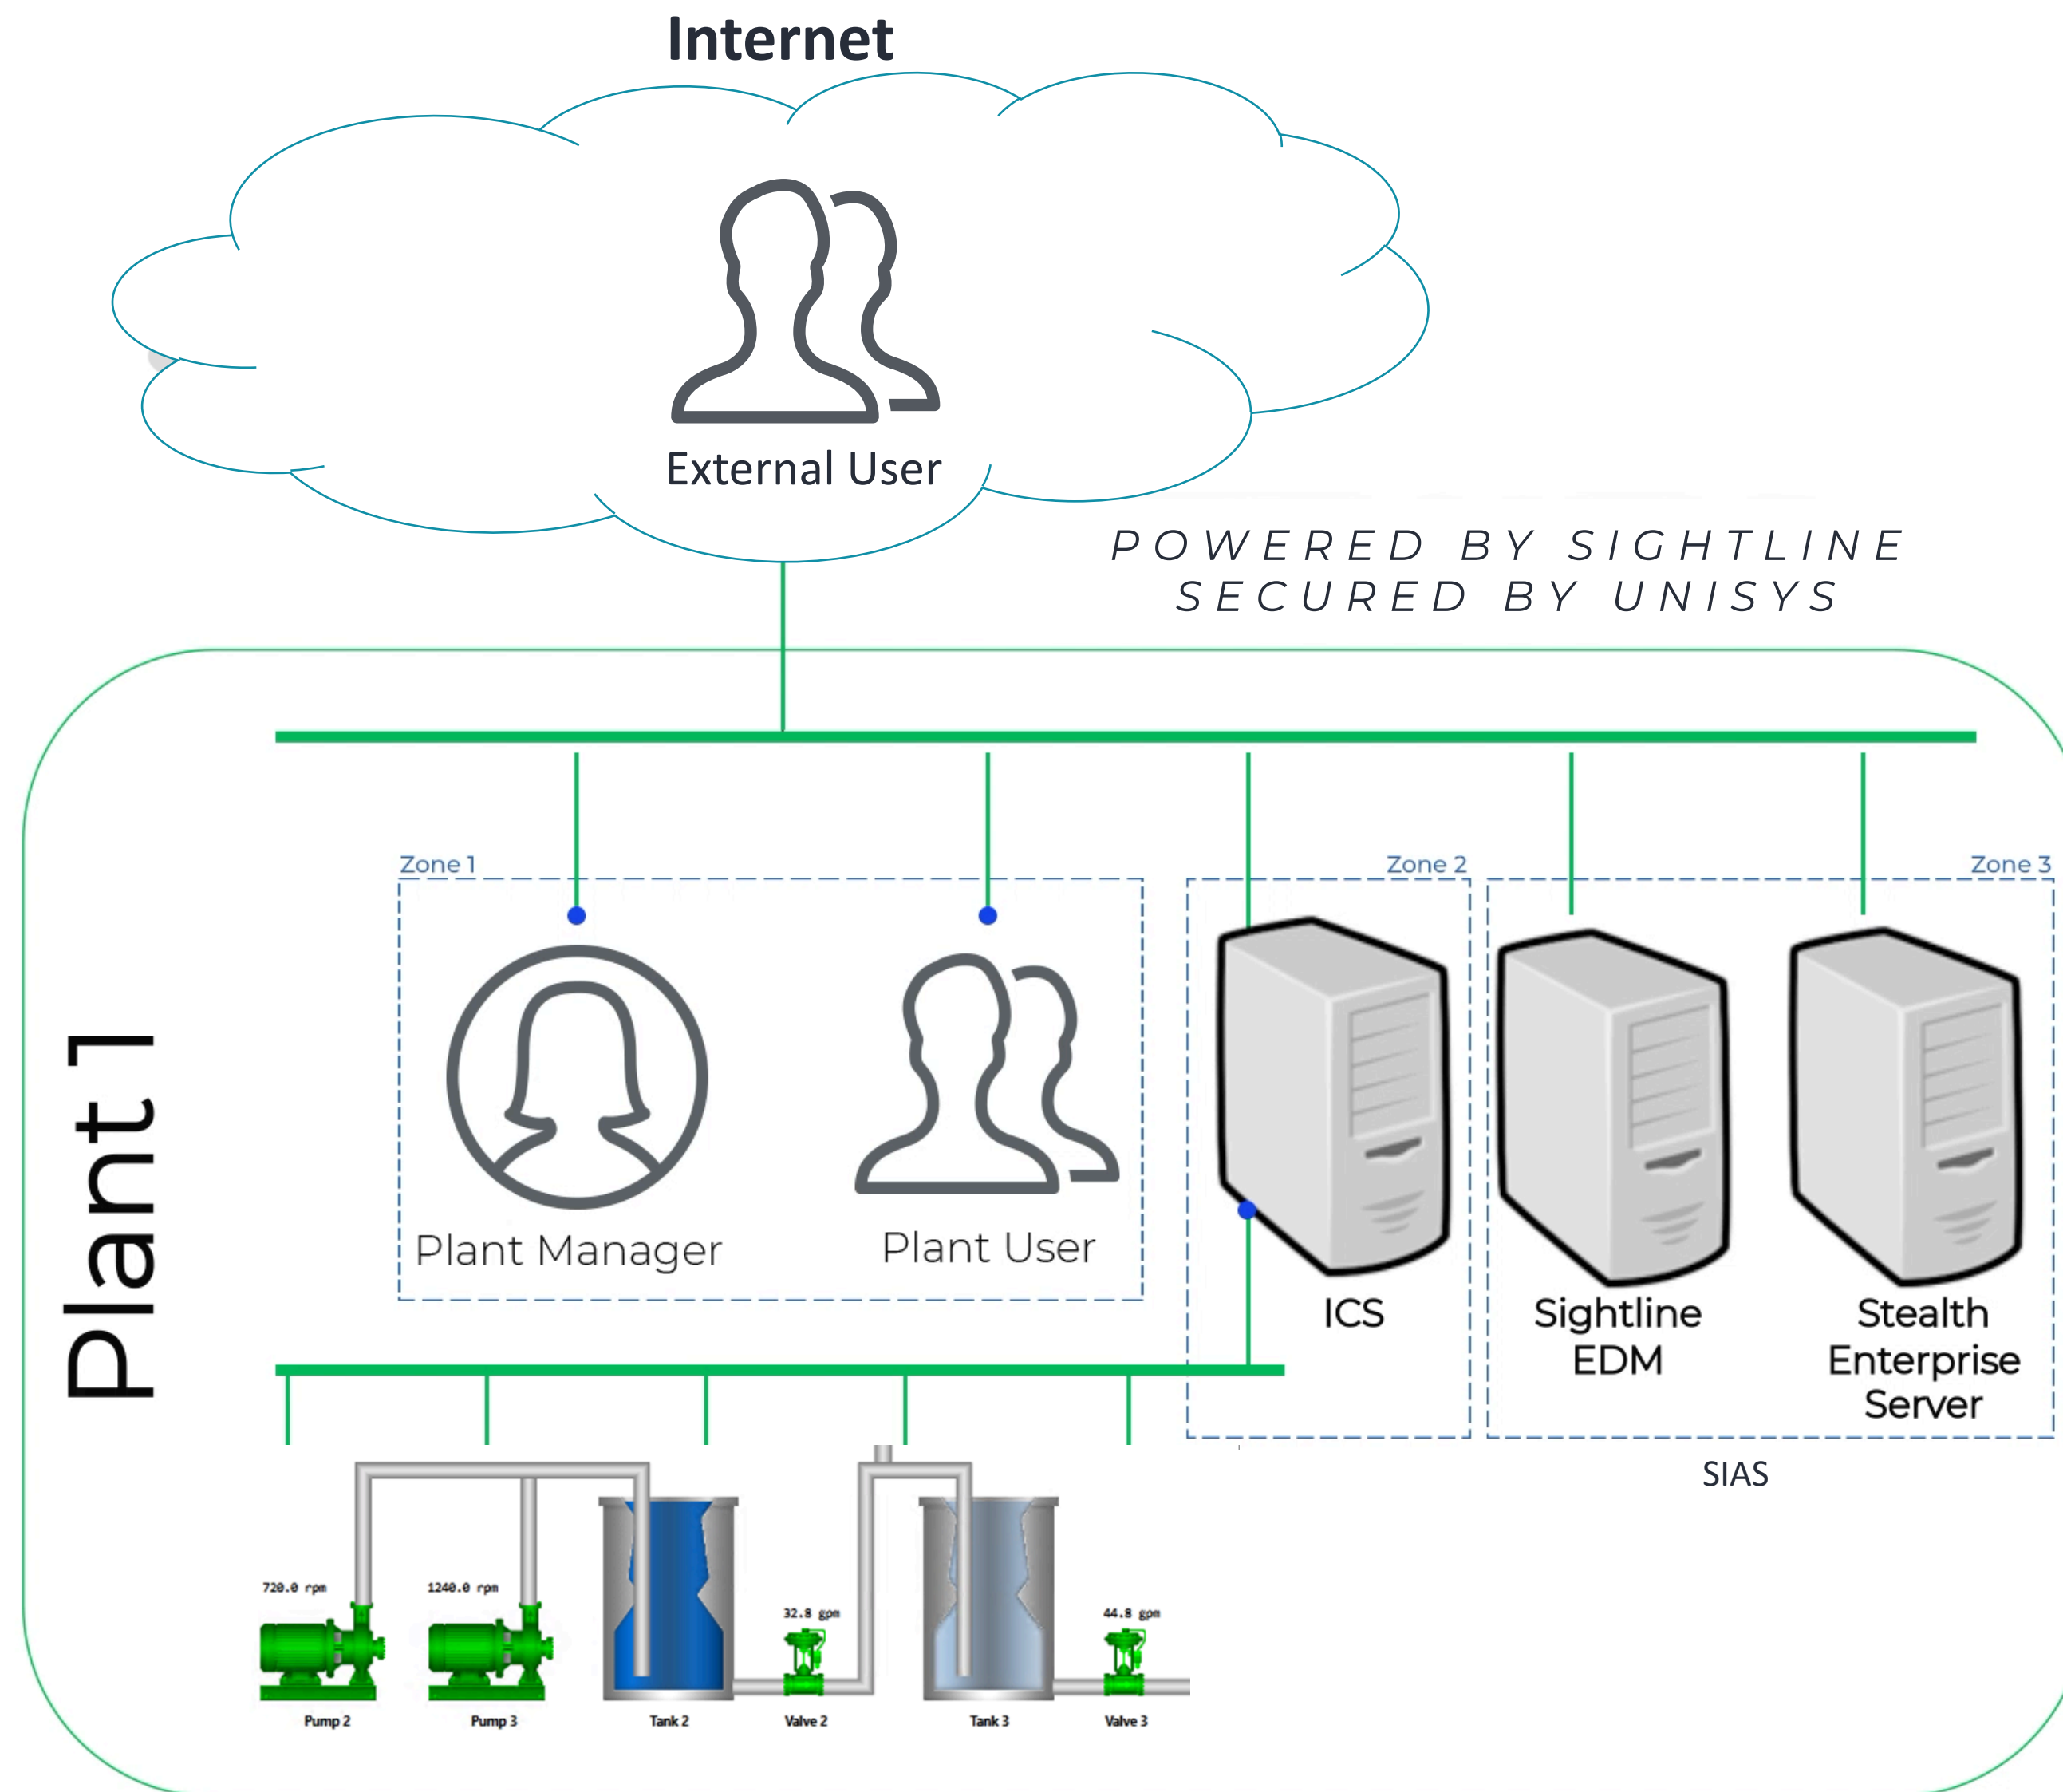 Internet
External User
POWERED BY SIGHTLINE
SECURED BY UNISYS
Plant 1
Zone 1
Zone 2
Zone 3
Plant Manager
Plant User
ICS
Sightline
EDM
Stealth
Enterprise
Server
SIAS
720.0 rpm
1240.0 rpm
32.8 gpm
44.8 gpm
Pump 2
Pump 3
Tank 2
Valve 2
Tank 3
Valve 3